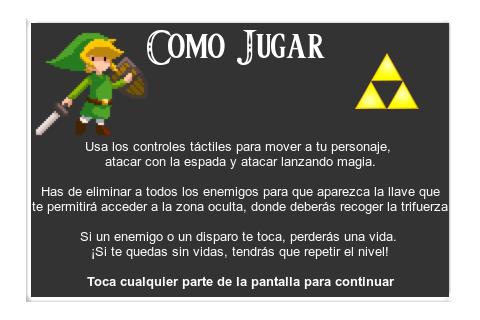 Como Jugar
Usa los controles táctiles para mover a tu personaje,
atacar con la espada y atacar lanzando magia.
Has de eliminar a todos los enemigos para que aparezca la llave que
te permitirá acceder a la zona oculta, donde deberás recoger la trifuerza
Si un enemigo o un disparo te toca, perderás una vida.
¡Si te quedas sin vidas, tendrás que repetir el nivel!
Toca cualquier parte de la pantalla para continuar